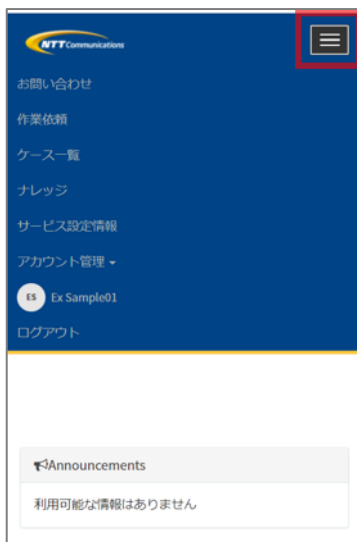 NTT Communications
お問い合わせ
作業依頼
ケース一覧
ナレッジ
サービス設定情報
アカウント管理
ES Ex Sample01
ログアウト
Announcements
利用可能な情報はありません